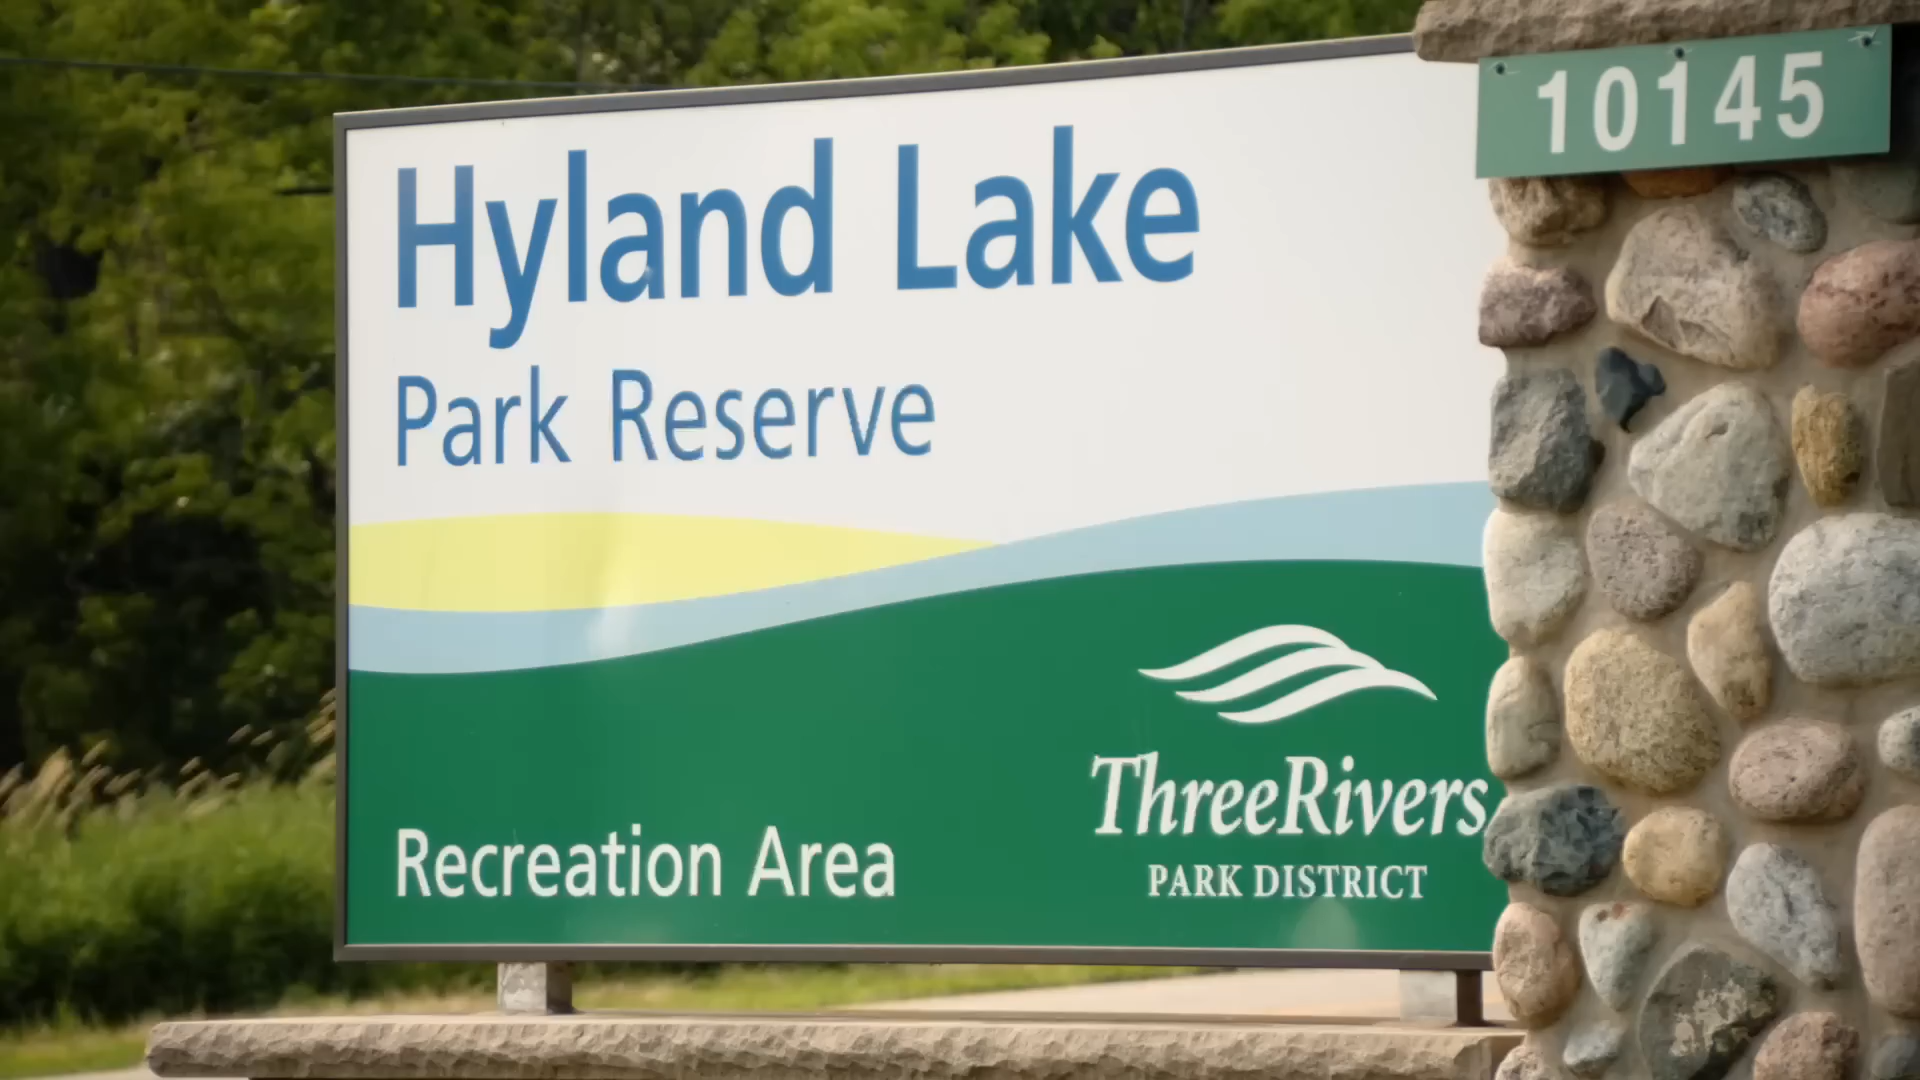 Hyland Lake
Park Reserve
Recreation Area
ThreeRivers
PARK DISTRICT
10145